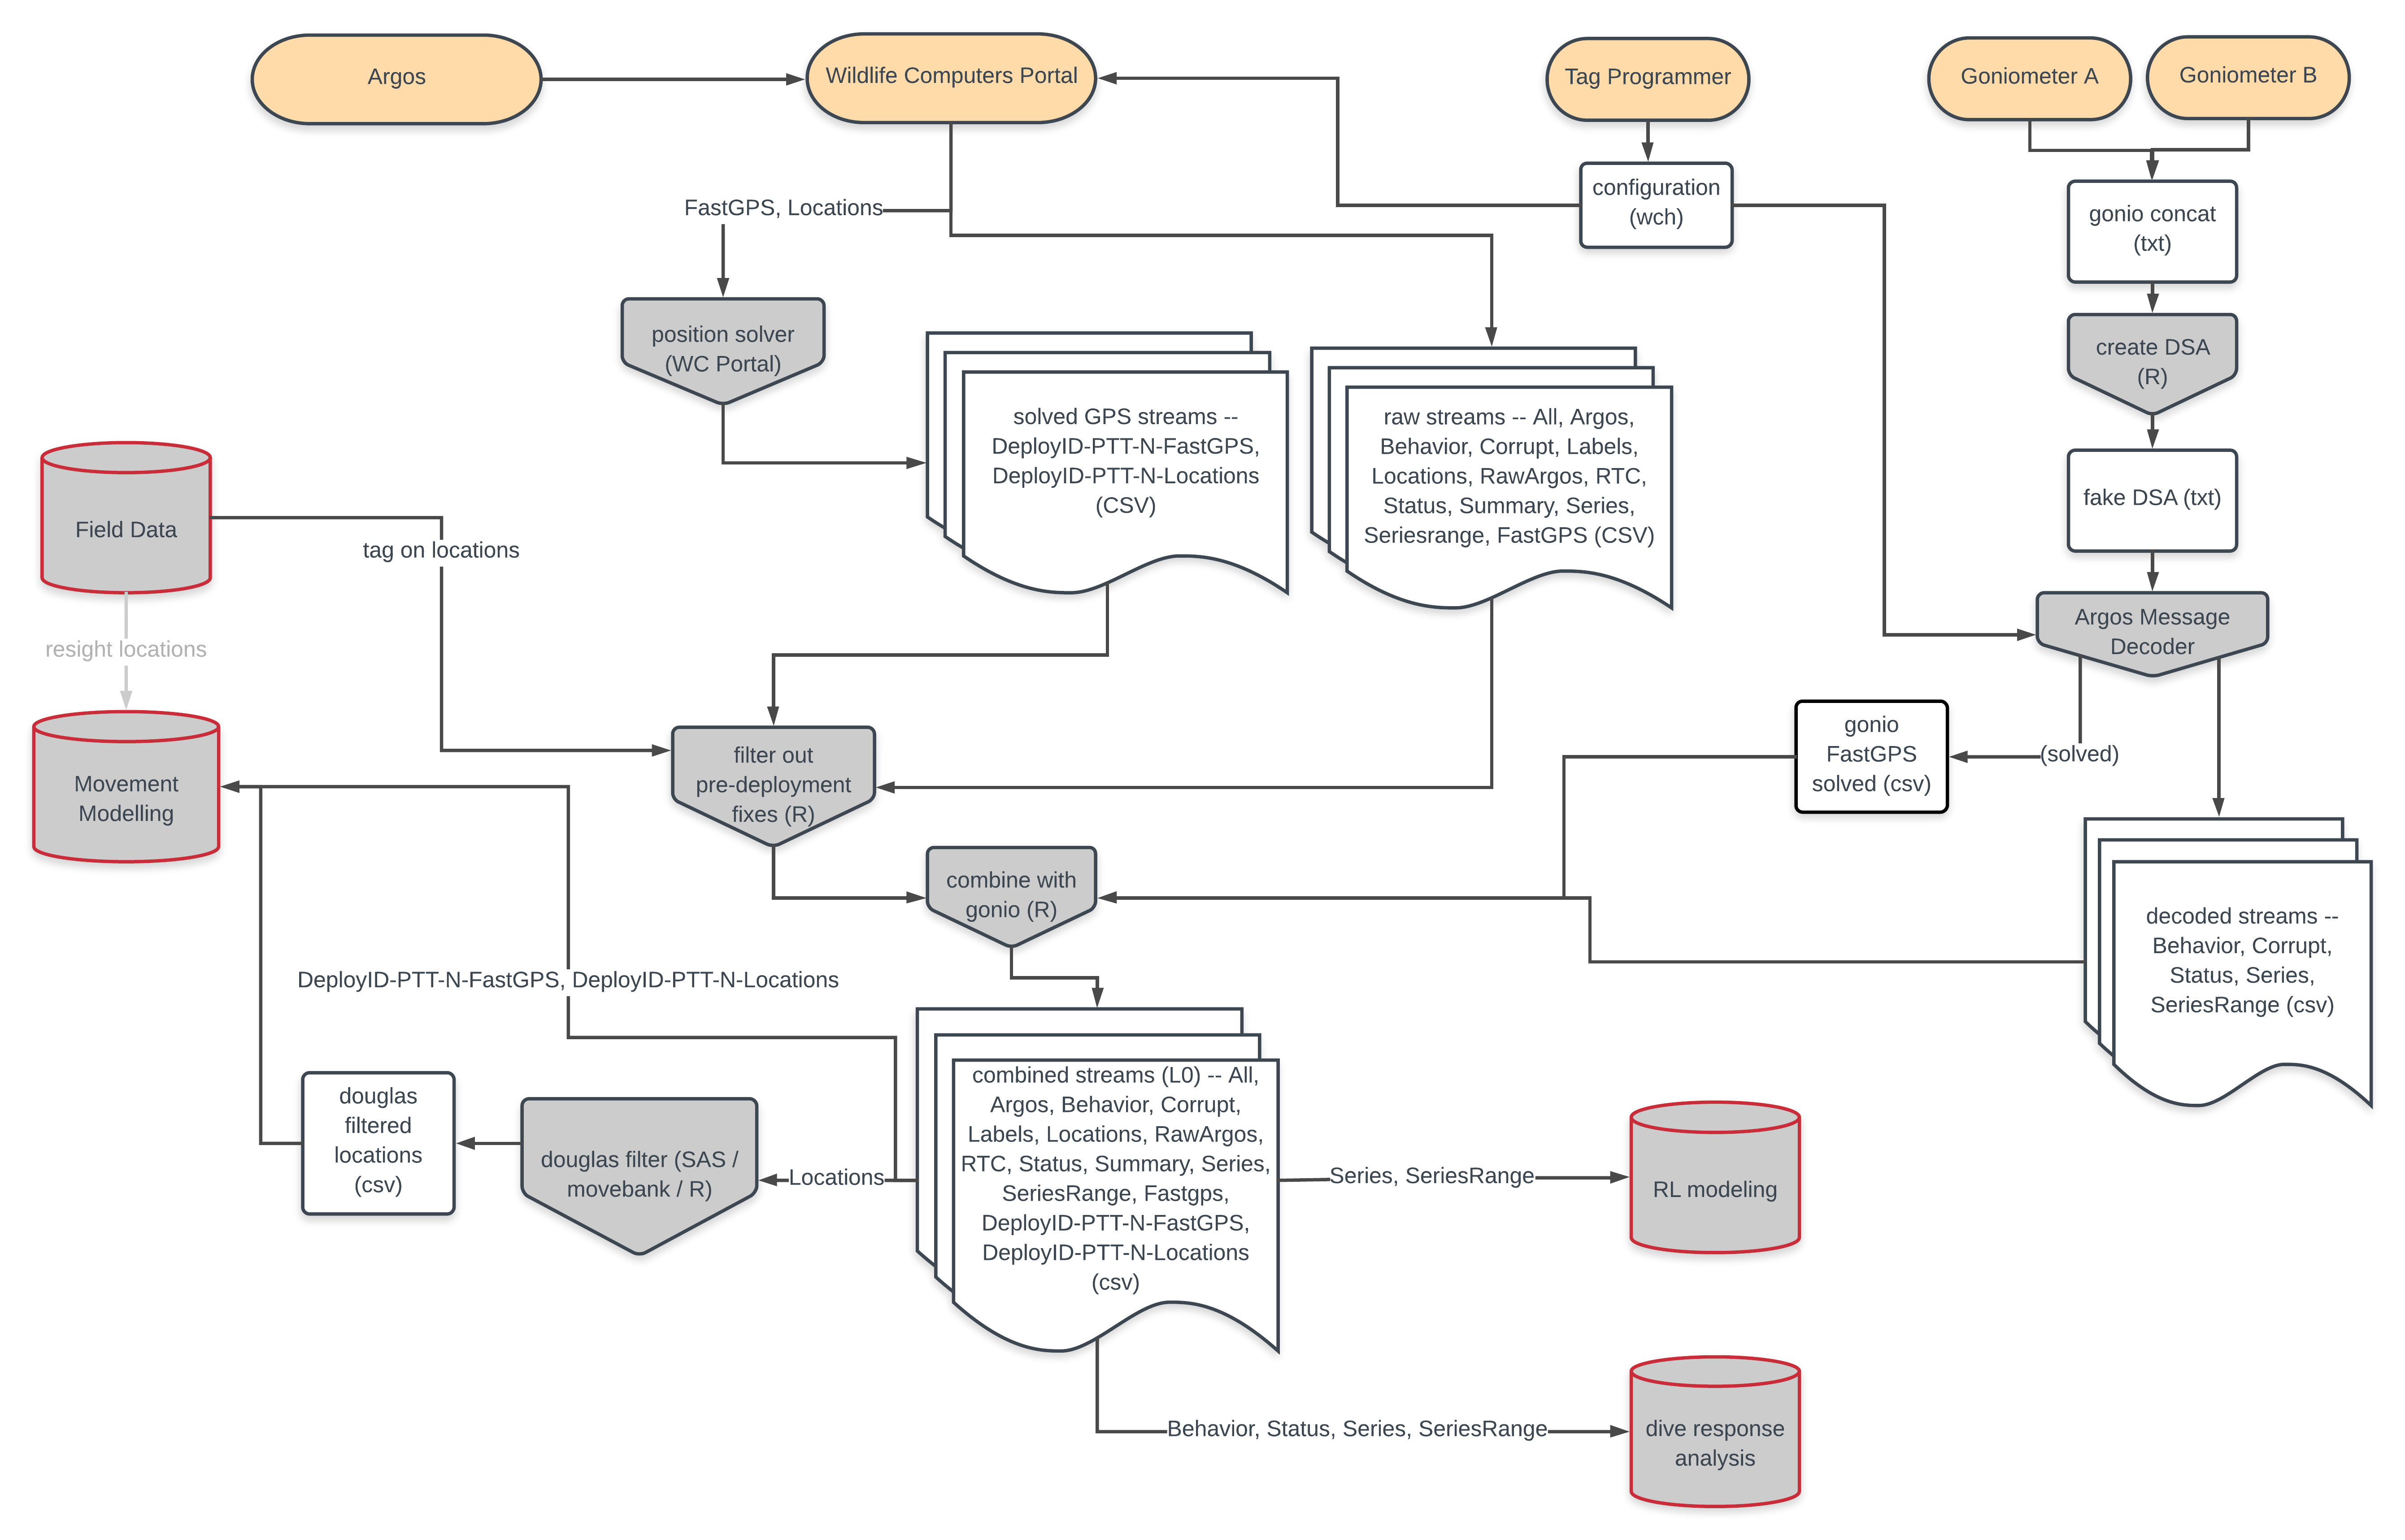 Argos
Wildlife Computers Portal
Tag Programmer
Goniometer A
Goniometer B
configuration
(wch)
FastGPS, Locations
gonio concat
(txt)
position solver
(WC Portal)
create DSA
(R)
solved GPS streams --
DeployID-PTT-N-FastGPS,
DeployID-PTT-N-Locations
(CSV)
raw streams -- All, Argos,
Behavior, Corrupt, Labels,
Locations, RawArgos, RTC,
Status, Summary, Series,
Seriesrange, FastGPS (CSV)
fake DSA (txt)
Field Data
tag on locations
resight locations
Argos Message
Decoder
Movement
Modelling
filter out
pre-deployment
fixes (R)
gonio
FastGPS
solved (csv)
(solved)
combine with
gonio (R)
decoded streams --
Behavior, Corrupt,
Status, Series,
SeriesRange (csv)
DeployID-PTT-N-FastGPS, DeployID-PTT-N-Locations
douglas
filtered
locations
(csv)
douglas filter (SAS /
movebank / R)
Locations
combined streams (L0) -- All,
Argos, Behavior, Corrupt,
Labels, Locations, RawArgos,
RTC, Status, Summary, Series,
SeriesRange, Fastgps,
DeployID-PTT-N-FastGPS,
DeployID-PTT-N-Locations
(csv)
Series, SeriesRange
RL modeling
Behavior, Status, Series, SeriesRange
dive response
analysis